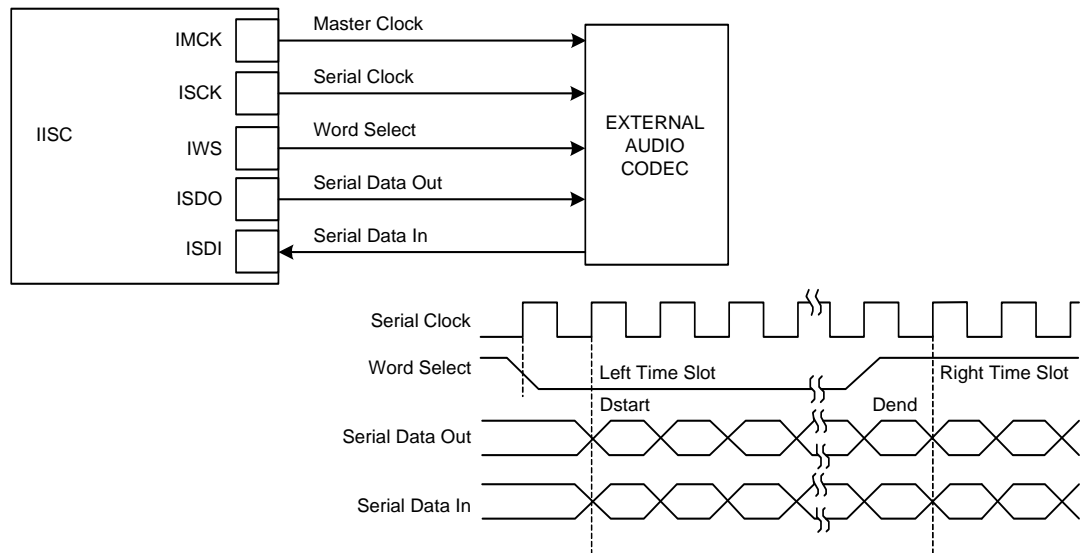 IMCK
Master Clock
ISCK
Serial Clock
IISC
IWS
Word Select
EXTERNAL
AUDIO
CODEC
ISDO
Serial Data Out
ISDI
Serial Data In
Serial Clock
Word Select
Left Time Slot
Right Time Slot
Dstart
Dend
Serial Data Out
Serial Data In